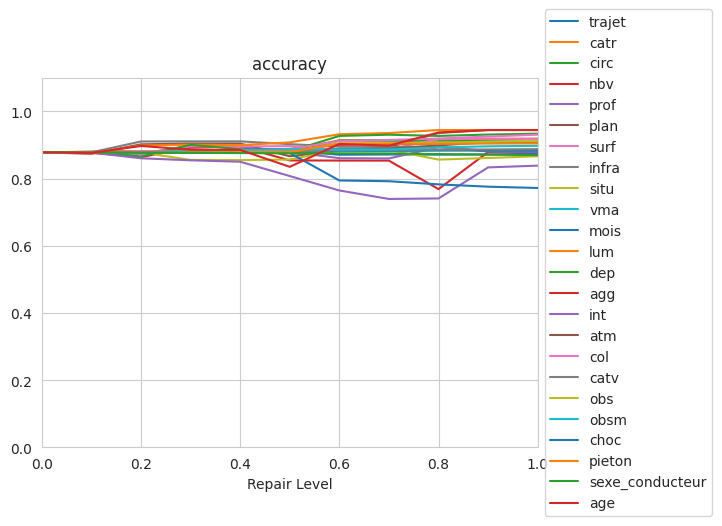 accuracy
1.0
0.8
0.6
0.4
0.2
0.0
0.0 0.2 0.4 0.6 0.8 1.0
Repair Level
trajet
catr
circ
nbv
prof
plan
surf
infra
situ
vma
mois
lum
dep
agg
int
atm
col
catv
obs
obsm
choc
pieton
sexe_conducteur
age